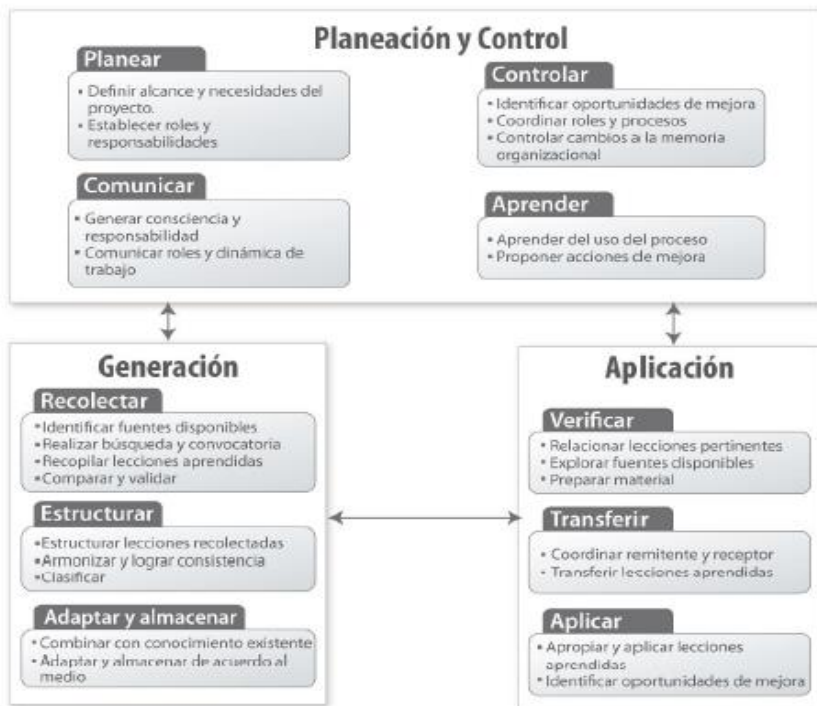 Planeación y Control
Planear
• Definir alcance y necesidades del
proyecto.
• Establecer roles y
responsabilidades
Comunicar
• Generar consciencia y
responsabilidad
• Comunicar roles y dinámica de
trabajo
Controlar
• Identificar oportunidades de mejora
• Coordinar roles y procesos
• Controlar cambios a la memoria
organizacional
Aprender
• Aprender del uso del proceso
• Proponer acciones de mejora
Generación
Recolectar
• Identificar fuentes disponibles
• Realizar búsqueda y convocatoria
• Recopilar lecciones aprendidas
• Comparar y validar
Estructurar
• Estructurar lecciones recolectadas
• Armonizar y lograr consistencia
• Clasificar
Adaptar y almacenar
• Combinar con conocimiento existente
• Adaptar y almacenar de acuerdo al
medio
Aplicación
Verificar
• Relacionar lecciones pertinentes
• Explorar fuentes disponibles
• Preparar material
Transferir
• Coordinar remitente y receptor
• Transferir lecciones aprendidas
Aplicar
• Apropiar y aplicar lecciones
aprendidas
• Identificar oportunidades de mejora